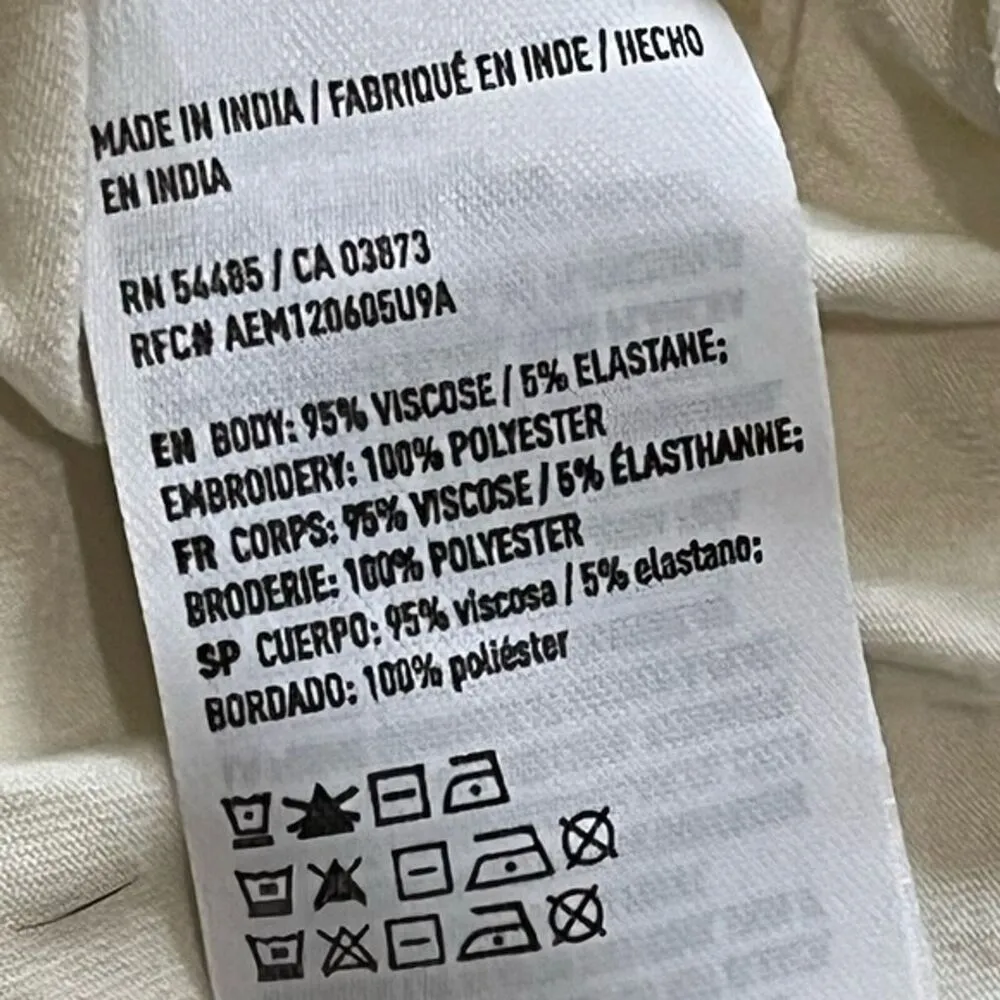 MADE IN INDIA / FABRIQUÉ EN INDE / HECHO
EN INDIA
RN 54485 / CA 03873
RFC# AEM120605U9A
EN BODY: 95% VISCOSE / 5% ELASTANE;
EMBROIDERY: 100% POLYESTER
FR CORPS: 95% VISCOSE / 5% ÉLASTHANNE;
BRODERIE: 100% POLYESTER
SP CUERPO: 95% viscosa / 5% elastano;
BORDADO: 100% poliéster